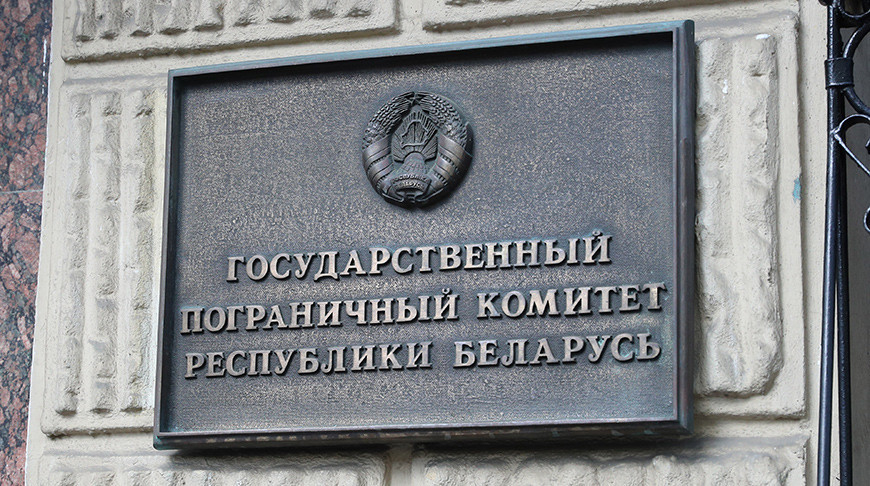 ГОСУДАРСТВЕННЫЙ
ПОГРАНИЧНЫЙ КОМИТЕТ
РЕСПУБЛИКИ БЕЛАРУСЬ